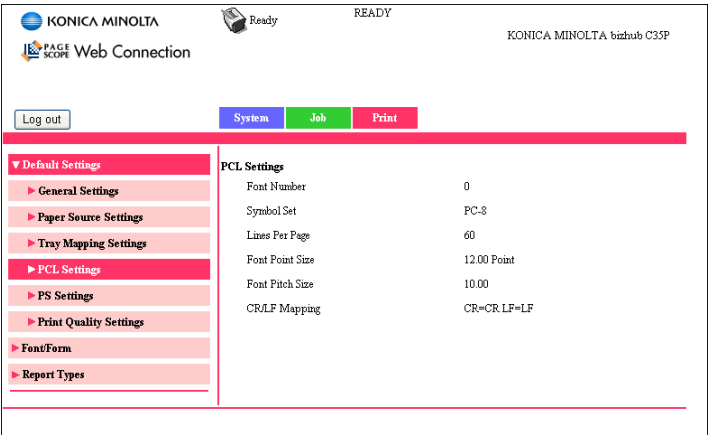 KONICA MINOLTA
PAGE SCOPE Web Connection
Ready
READY
KONICA MINOLTA bizhub C35P
Log out
System Job Print
▼Default Settings
►General Settings
►Paper Source Settings
►Tray Mapping Settings
►PCL Settings
►PS Settings
►Print Quality Settings
►Font/Form
►Report Types
PCL Settings
Font Number 0
Symbol Set PC-8
Lines Per Page 60
Font Point Size 12.00 Point
Font Pitch Size 10.00
CR/LF Mapping CR=CR LF=LF